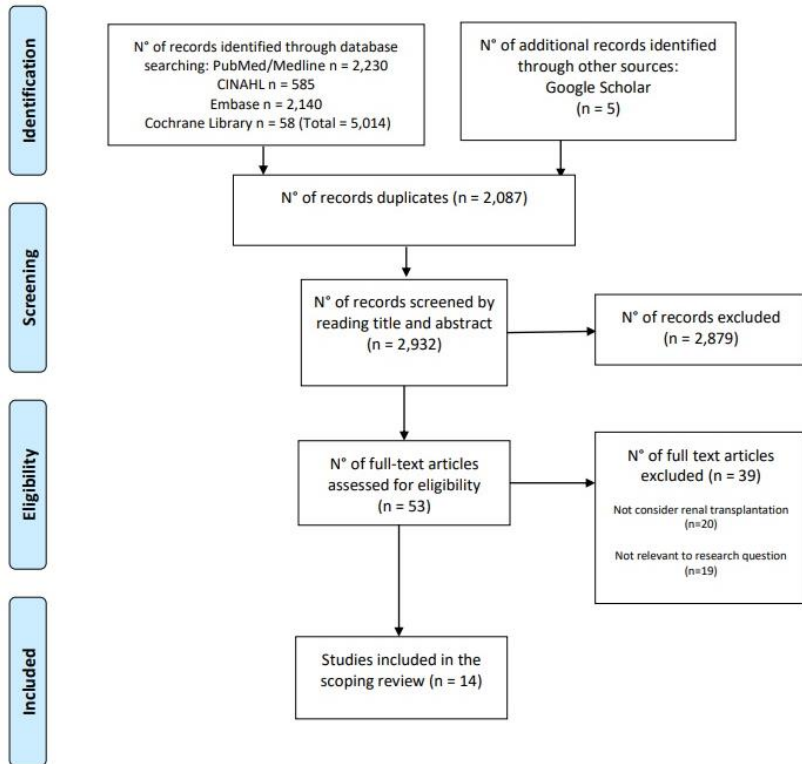 Identification
N° of records identified through database
searching: PubMed/Medline n = 2,230
CINAHL n = 585
Embase n = 2,140
Cochrane Library n = 58 (Total = 5,014)
N° of additional records identified
through other sources:
Google Scholar
(n = 5)
N° of records duplicates (n = 2,087)
Screening
N° of records screened by
reading title and abstract
(n = 2,932)
N° of records excluded
(n = 2,879)
Eligibility
N° of full-text articles
assessed for eligibility
(n = 53)
N° of full text articles
excluded (n = 39)
Not consider renal transplantation
(n=20)
Not relevant to research question
(n=19)
Included
Studies included in the
scoping review (n = 14)